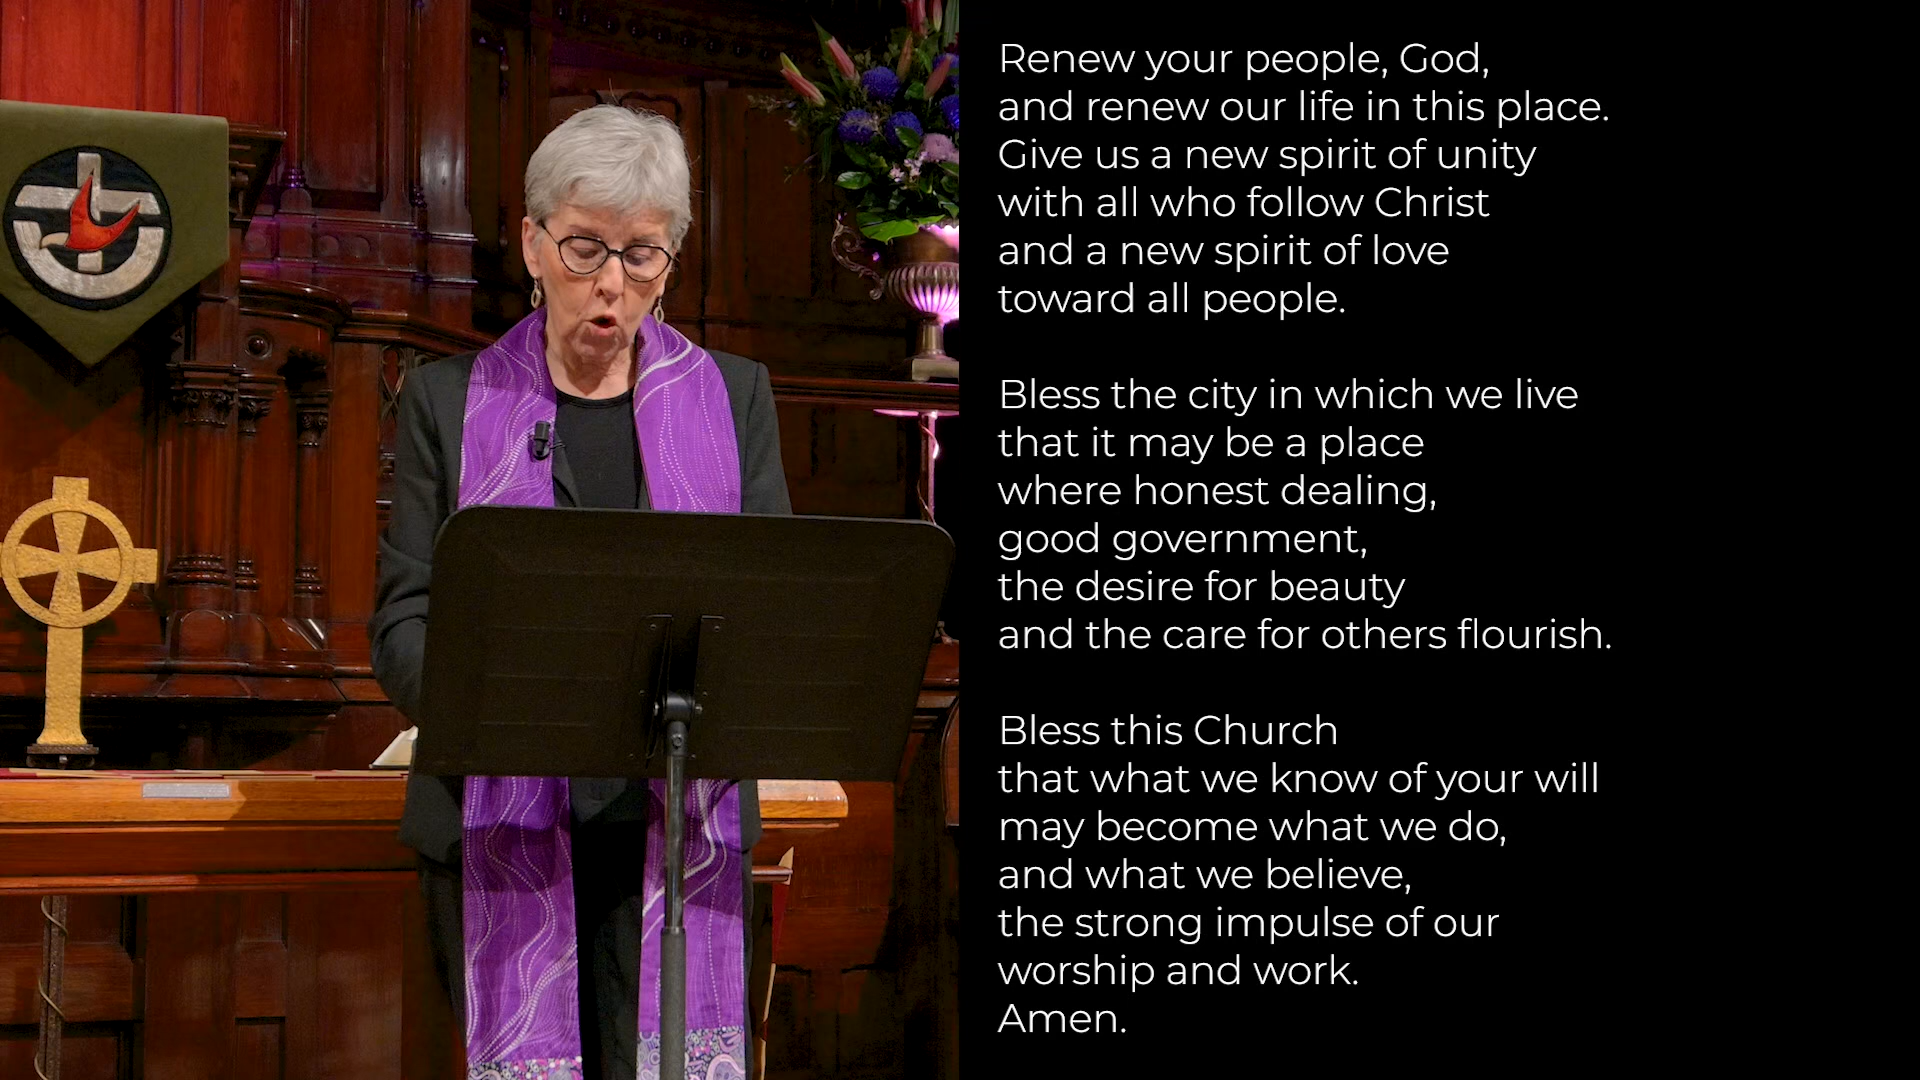 Renew your people, God,
and renew our life in this place.
Give us a new spirit of unity
with all who follow Christ
and a new spirit of love
toward all people.
Bless the city in which we live
that it may be a place
where honest dealing,
good government,
the desire for beauty
and the care for others flourish.
Bless this Church
that what we know of your will
may become what we do,
and what we believe,
the strong impulse of our
worship and work.
Amen.